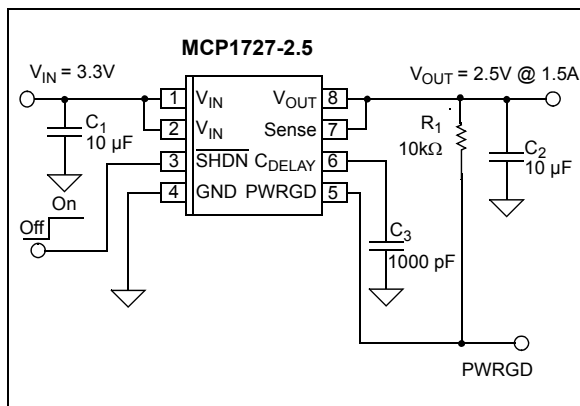 MCP1727-2.5
V_IN = 3.3V
V_OUT = 2.5V @ 1.5A
1 V_IN V_OUT 8
2 V_IN Sense 7
3 S̅H̅D̅N̅ C_DELAY 6
4 GND PWRGD 5
C_1
10 µF
R_1
10kΩ
C_2
10 µF
On
Off
C_3
1000 pF
PWRGD